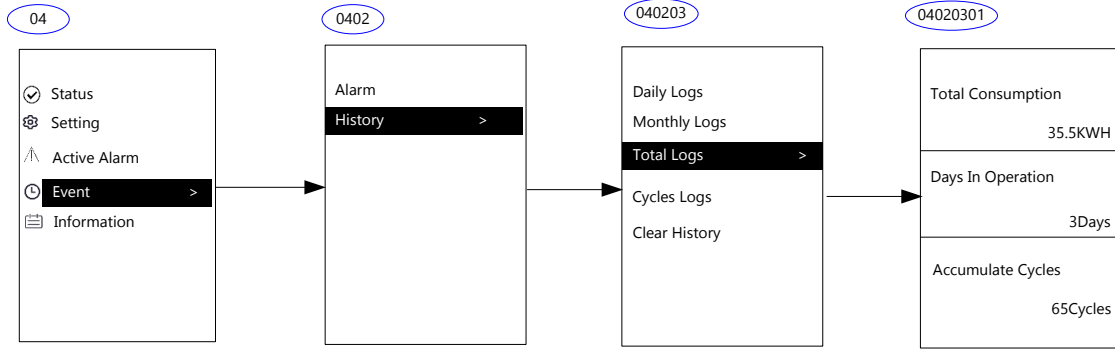 04
Status
Setting
Active Alarm
Event >
Information
0402
Alarm
History >
040203
Daily Logs
Monthly Logs
Total Logs >
Cycles Logs
Clear History
04020301
Total Consumption
35.5KWH
Days In Operation
3Days
Accumulate Cycles
65Cycles